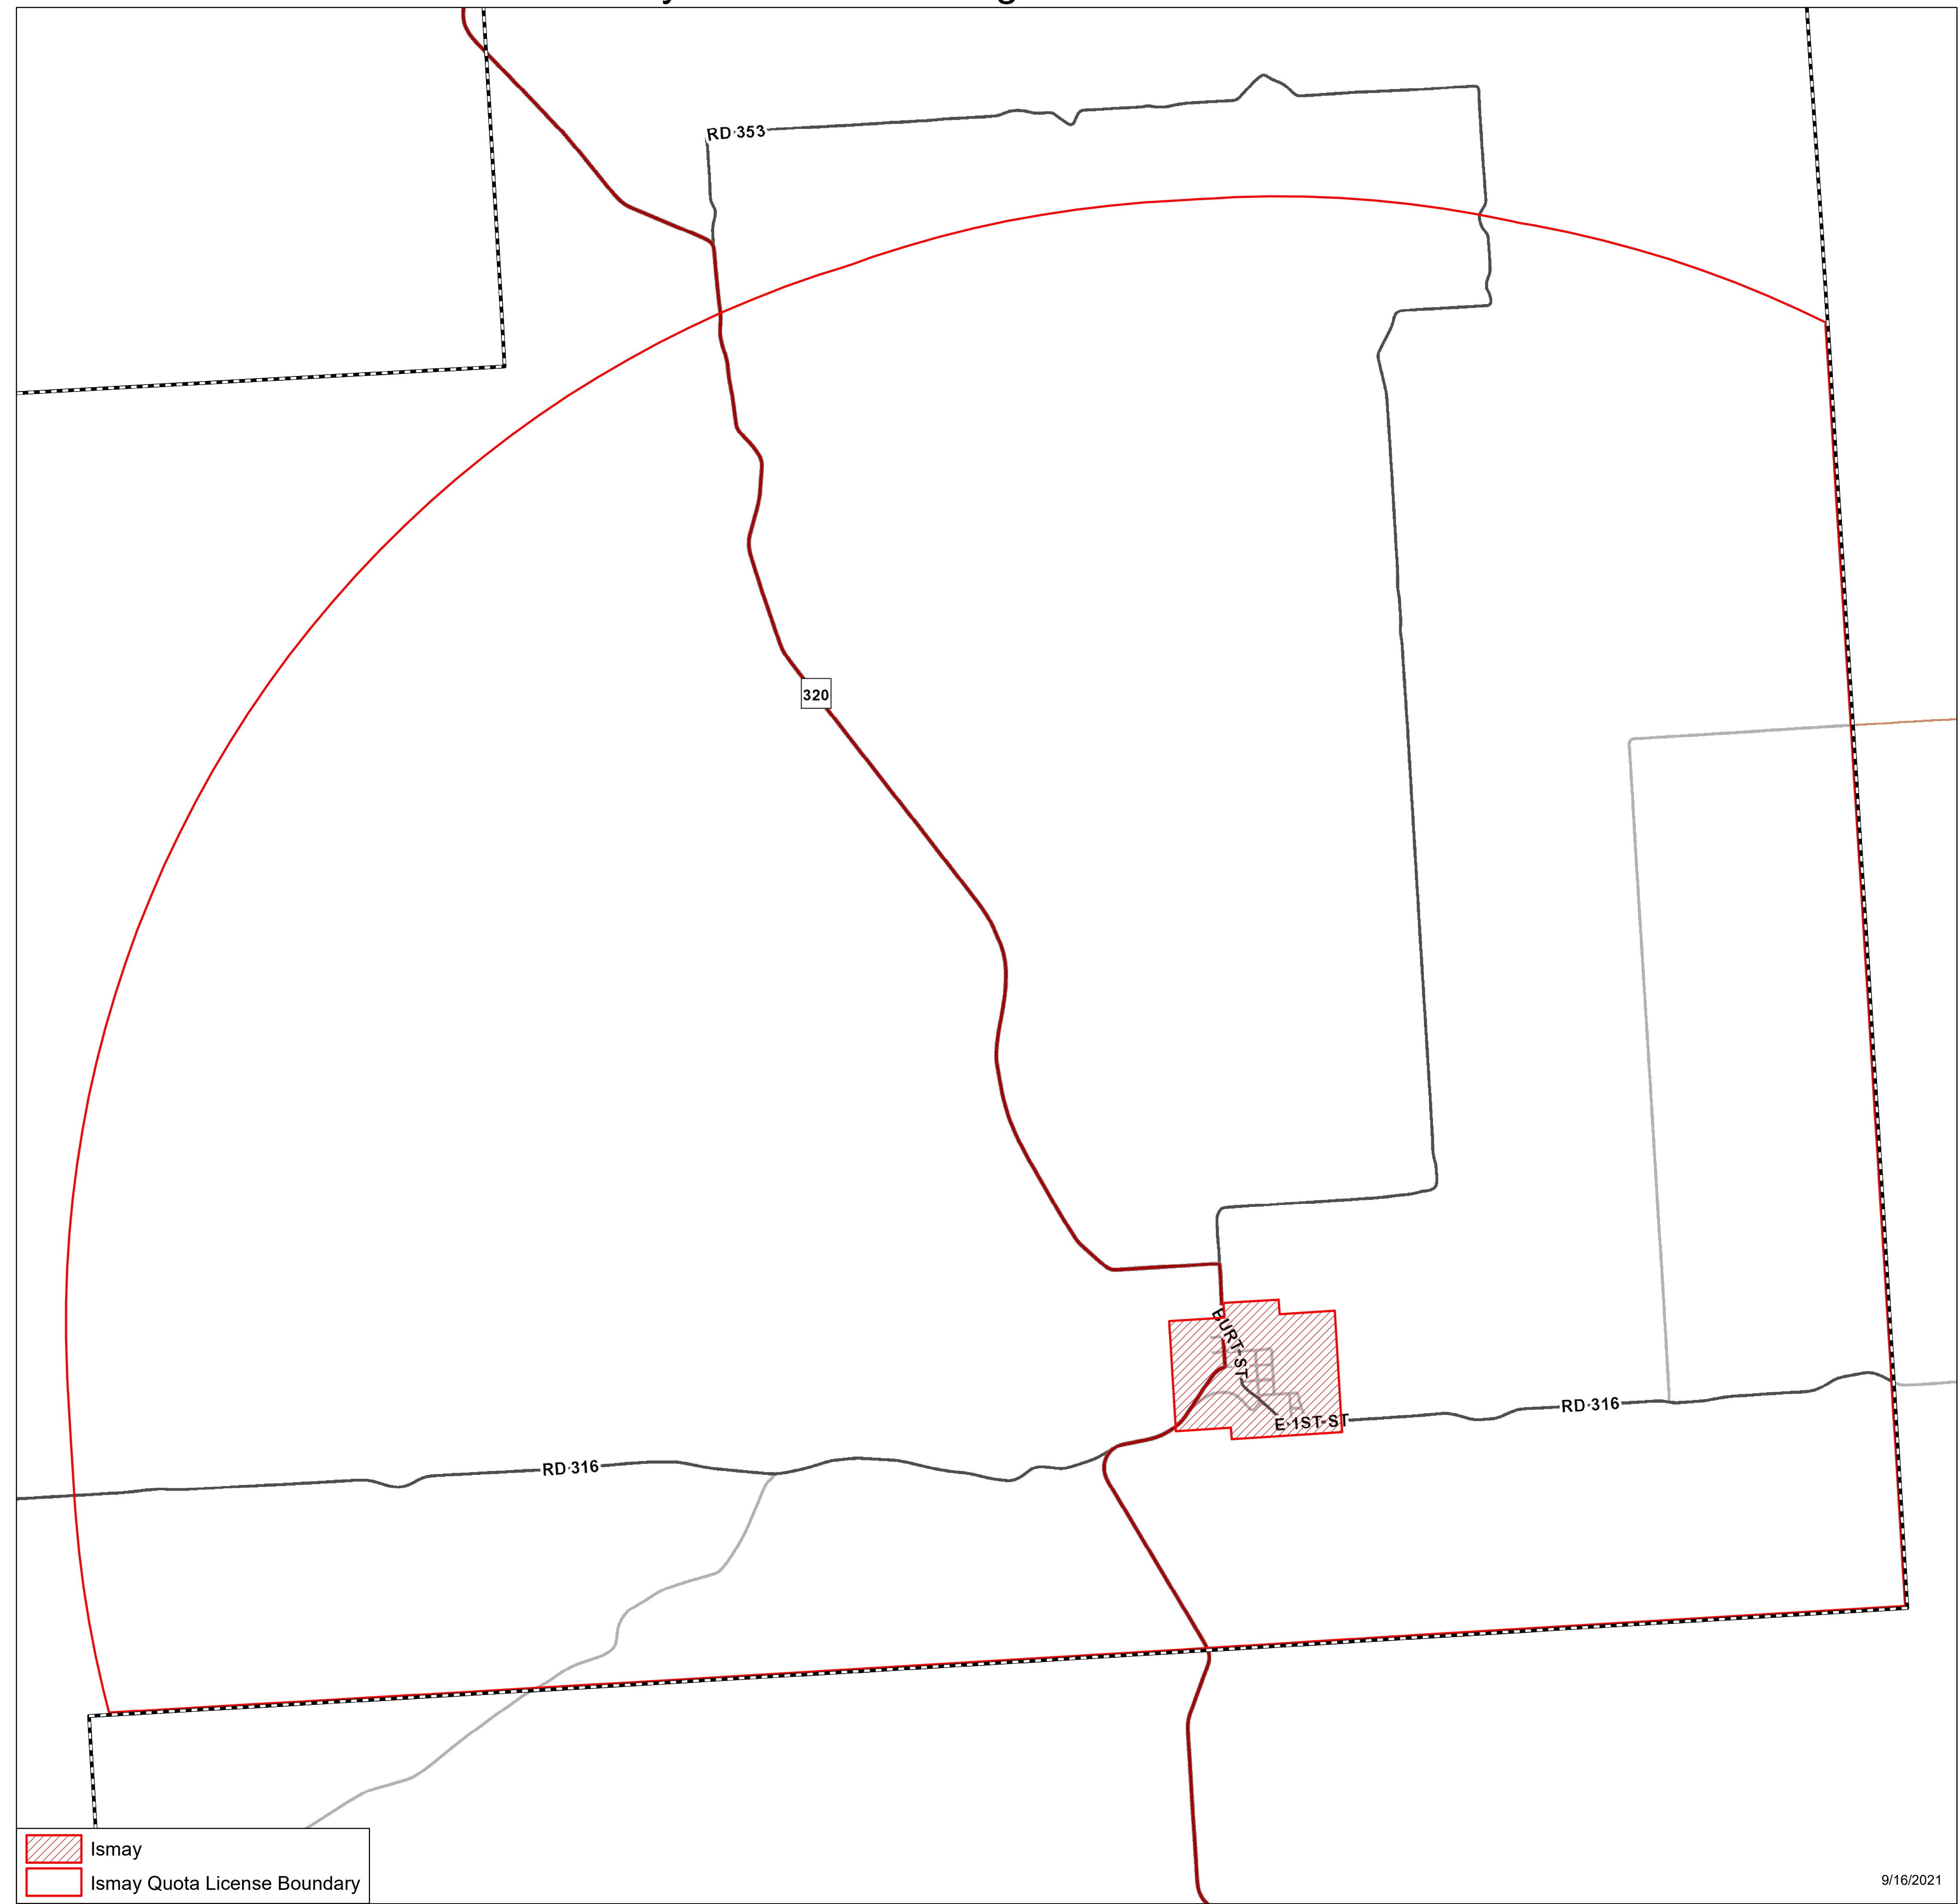 RD 353
320
BURT ST
E 1ST ST
RD 316
RD 316
Ismay
Ismay Quota License Boundary
9/16/2021